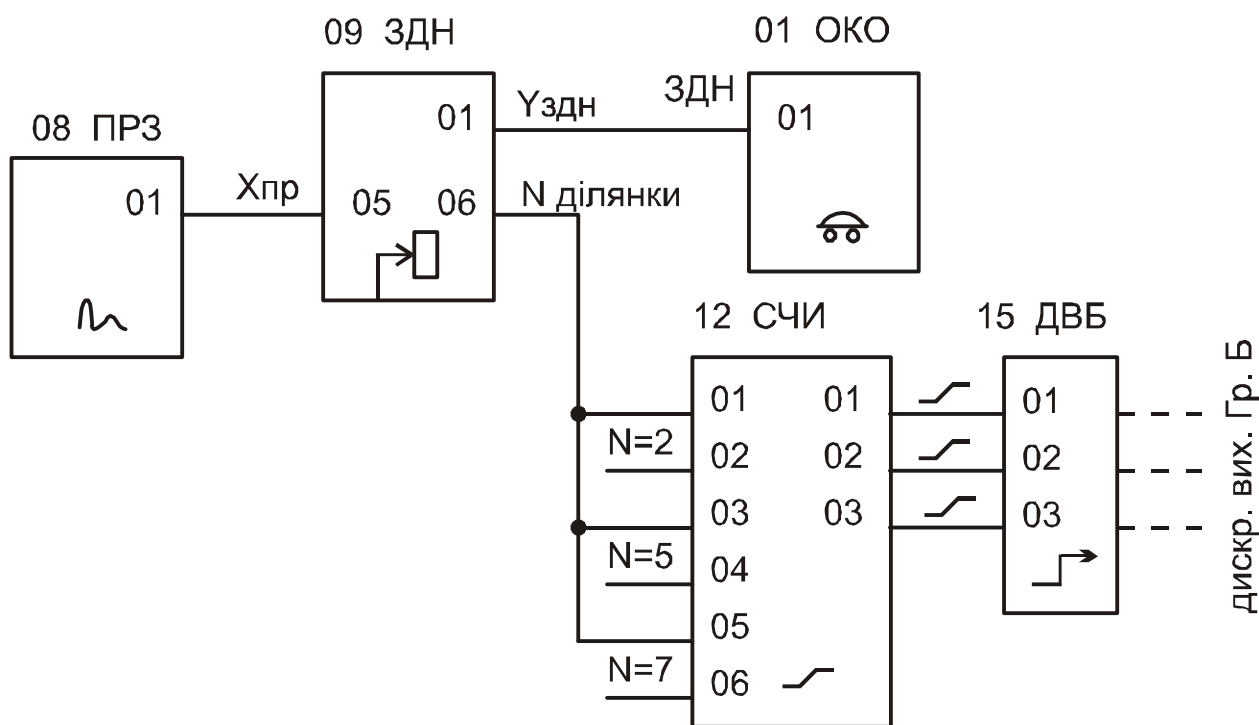 09 ЗДН
01 ОКО
08 ПРЗ
01
Xпр
05
01
06
Yздн
N ділянки
ЗДН
01
12 СЧИ
15 ДВБ
01
N=2
02
03
N=5
04
05
N=7
06
01
02
03
01
02
03
дискр. вих. Гр. Б